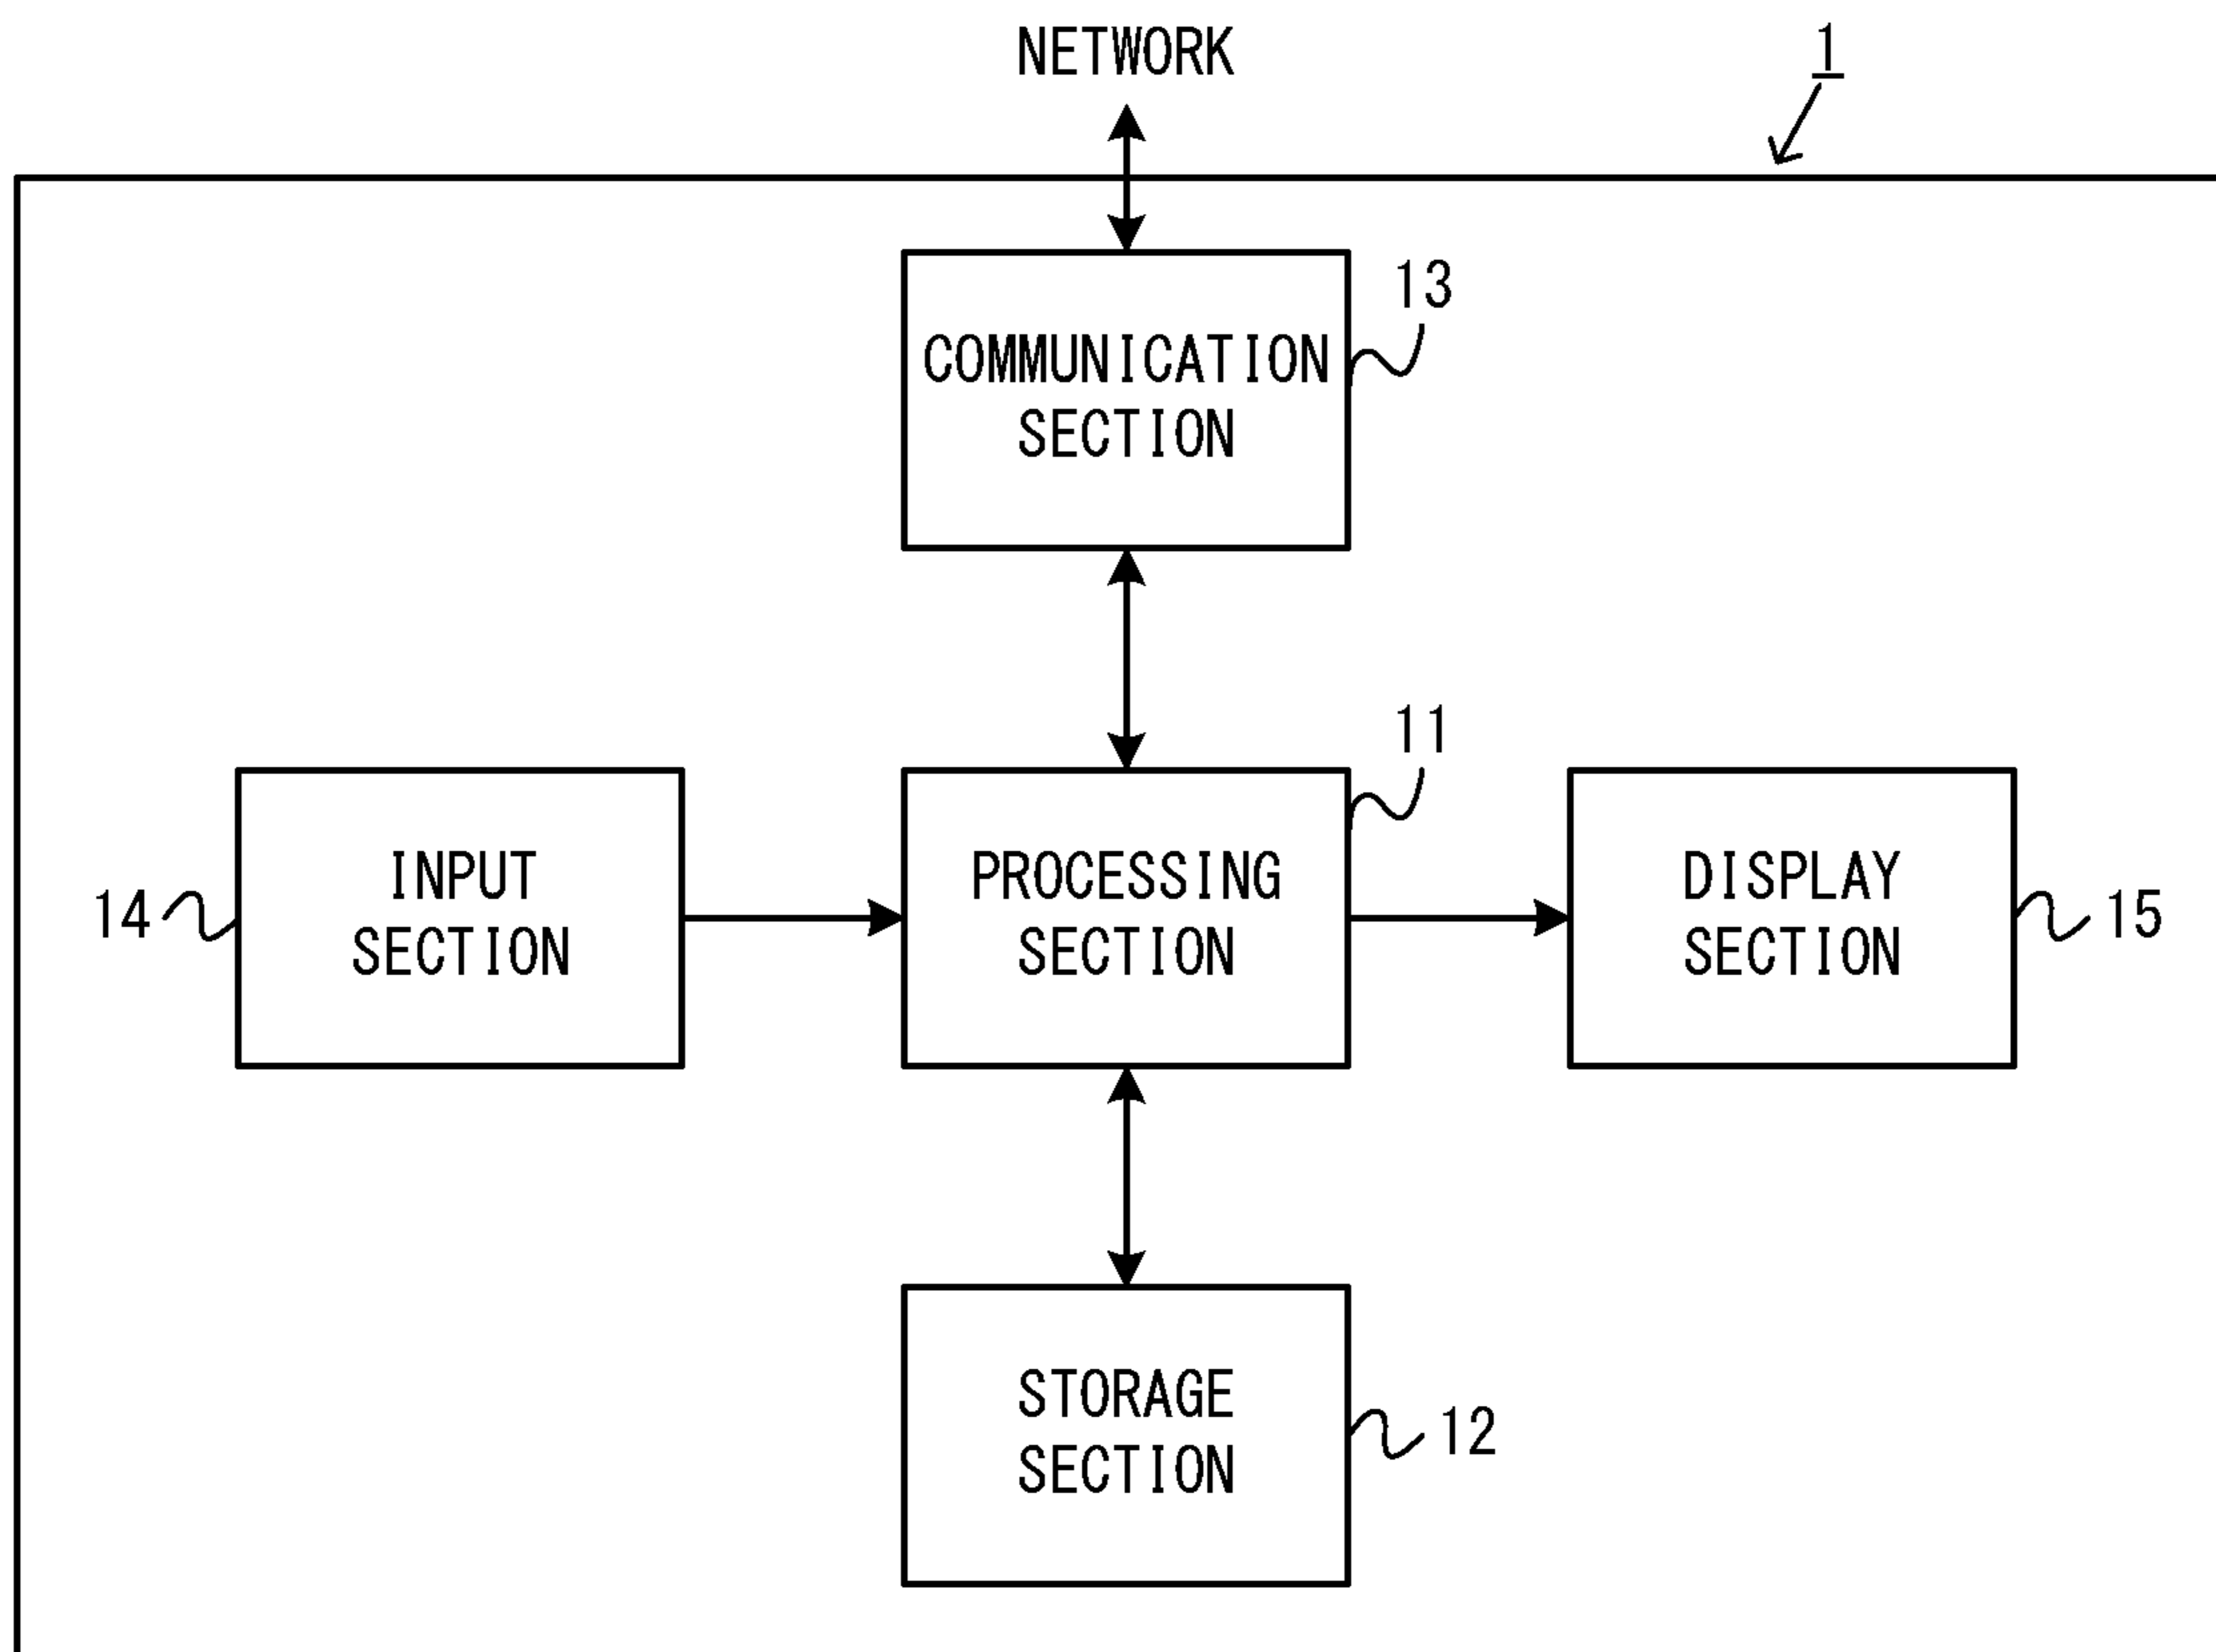 NETWORK
1
COMMUNICATION
SECTION
13
11
INPUT
SECTION
14
PROCESSING
SECTION
DISPLAY
SECTION
15
STORAGE
SECTION
12